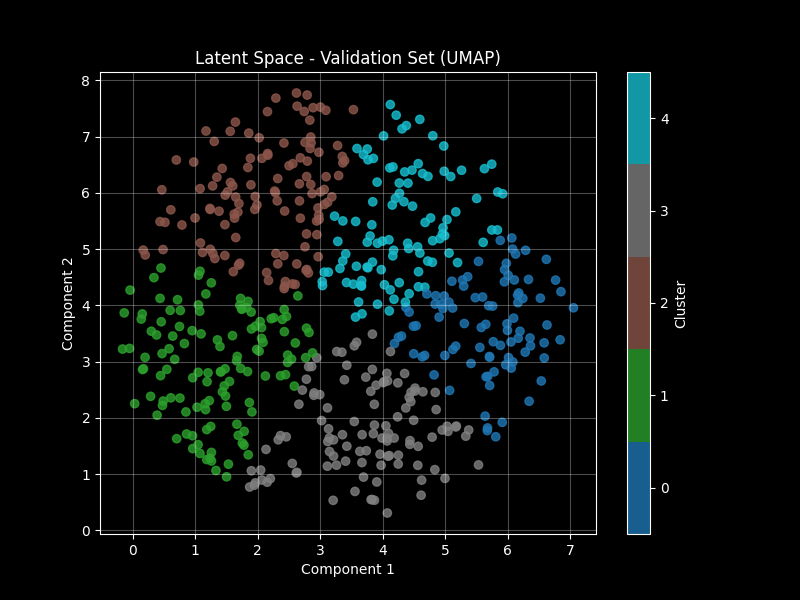 Latent Space - Validation Set (UMAP)
8
7
6
5
4
3
2
1
0
Component 2
0 1 2 3 4 5 6 7
Component 1
4
3
2
1
0
Cluster